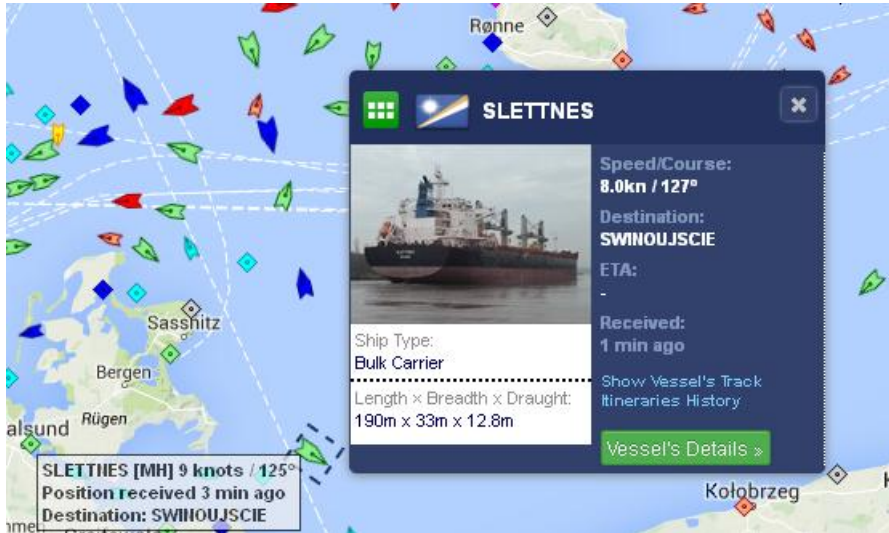 Rønne
SLETTNES
Speed/Course:
8.0kn / 127°
Destination:
SWINOUJSCIE
ETA:
-
Received:
1 min ago
Show Vessel's Track
Itineraries History
Vessel's Details »
Ship Type:
Bulk Carrier
Length × Breadth × Draught:
190m x 33m x 12.8m
Sassnitz
Bergen
Rügen
alsund
SLETTNES [MH] 9 knots / 125°
Position received 3 min ago
Destination: SWINOUJSCIE
Kołobrzeg